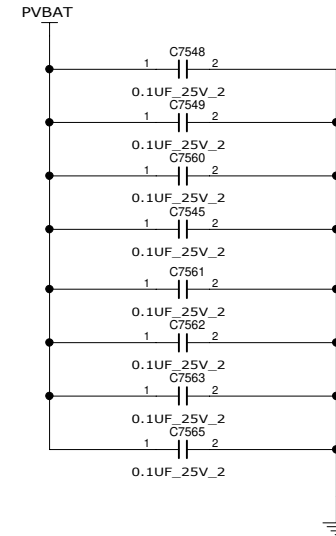 PVBAT
C7548
1 2
0.1UF_25V_2
C7549
1 2
0.1UF_25V_2
C7560
1 2
0.1UF_25V_2
C7545
1 2
0.1UF_25V_2
C7561
1 2
0.1UF_25V_2
C7562
1 2
0.1UF_25V_2
C7563
1 2
0.1UF_25V_2
C7565
1 2
0.1UF_25V_2